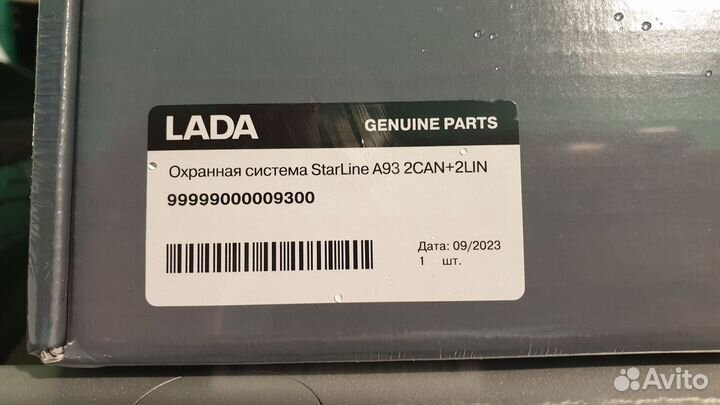 LADA GENUINE PARTS
Охранная система StarLine A93 2CAN+2LIN
99999000009300
Дата: 09/2023
1 шт.
Avito